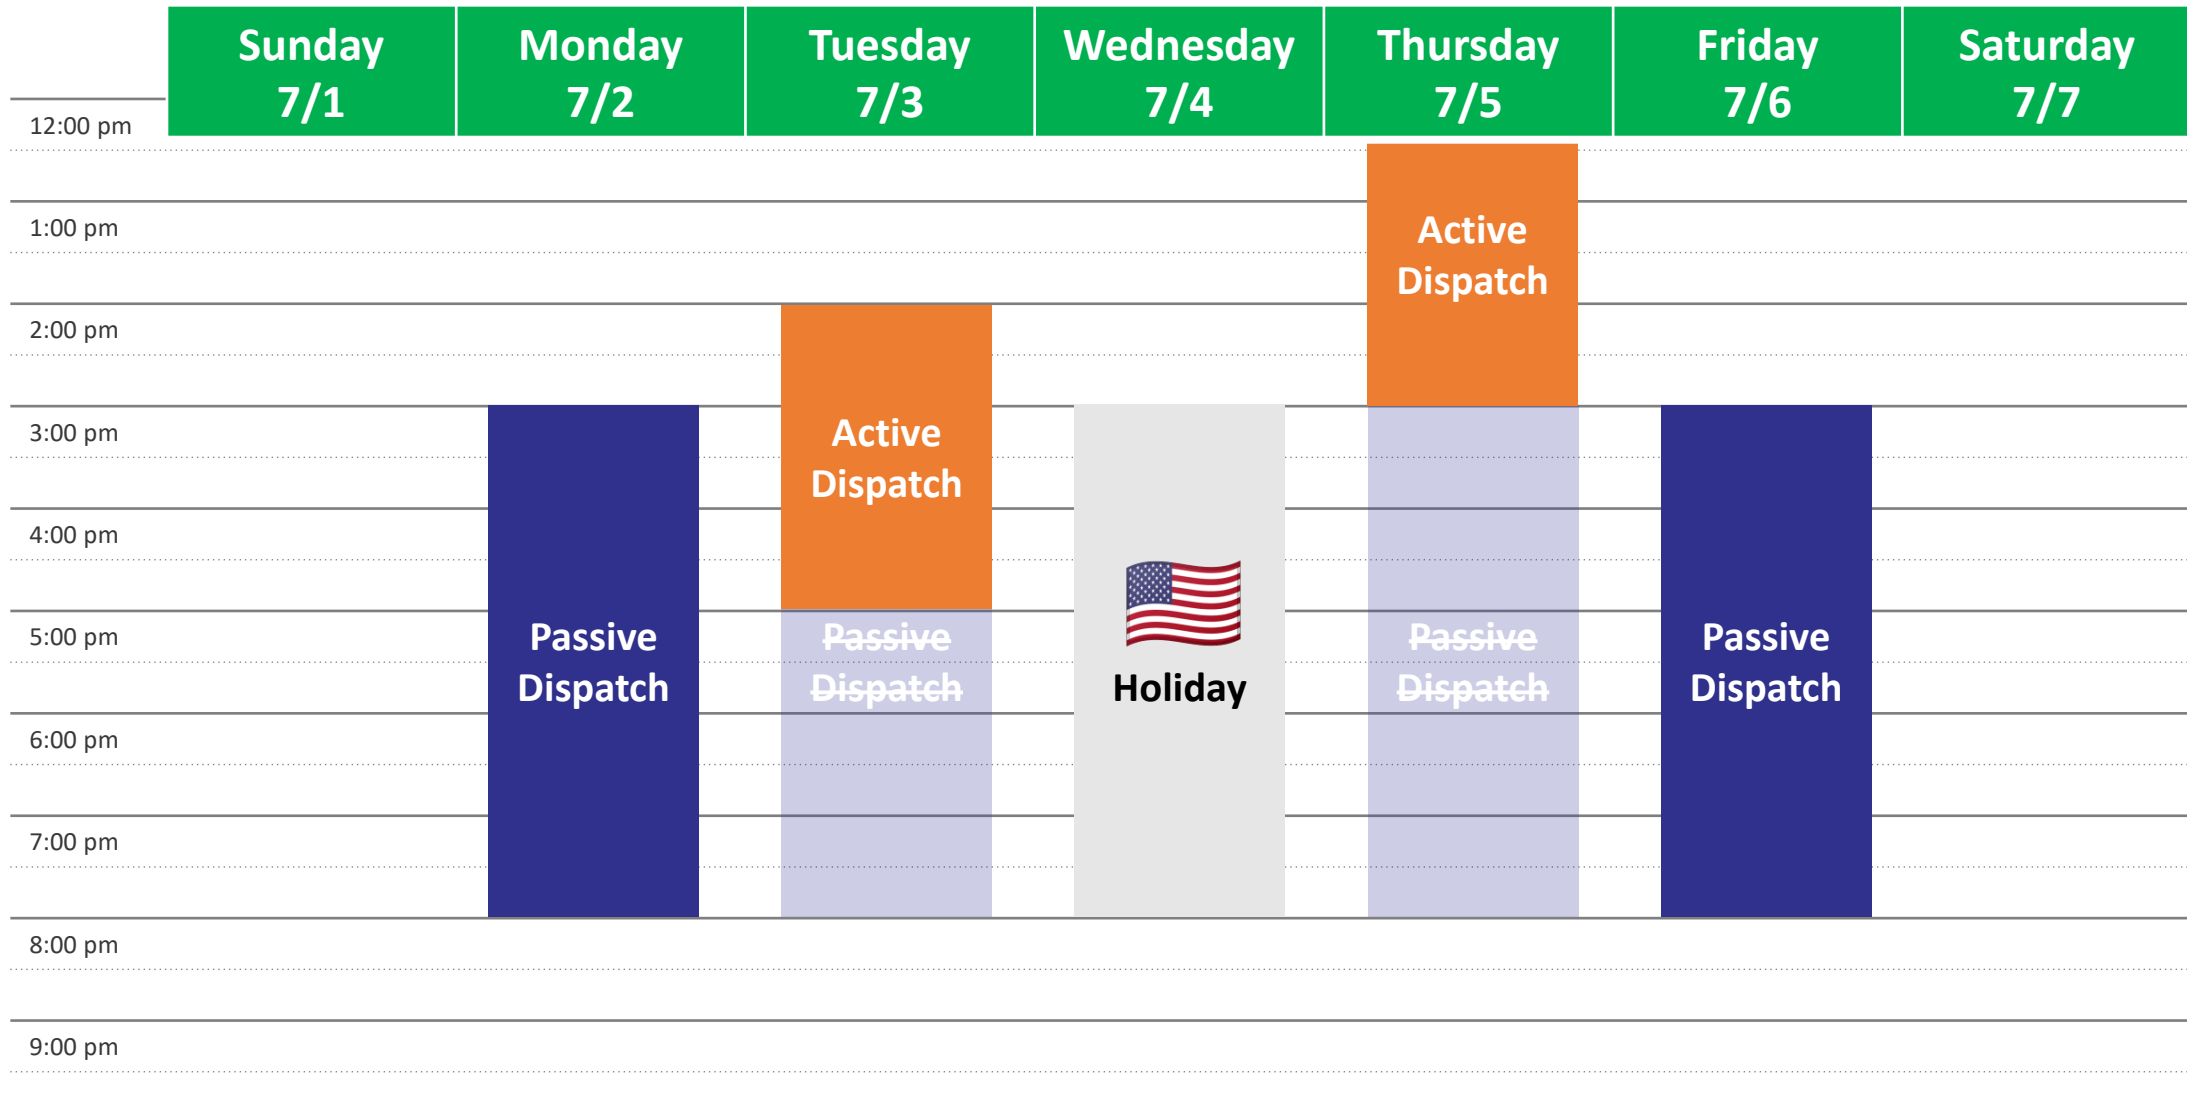 Sunday
7/1
Monday
7/2
Tuesday
7/3
Wednesday
7/4
Thursday
7/5
Friday
7/6
Saturday
7/7
12:00 pm
1:00 pm
2:00 pm
3:00 pm
4:00 pm
5:00 pm
6:00 pm
7:00 pm
8:00 pm
9:00 pm
Passive
Dispatch
Active
Dispatch
Passive
Dispatch
Holiday
Active
Dispatch
Passive
Dispatch
Passive
Dispatch